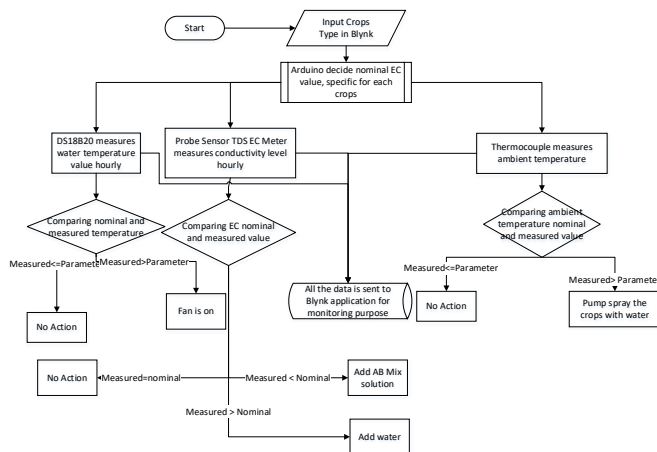 Start
Input Crops
Type in Blynk
Arduino decide nominal EC
value, specific for each
crops
DS18B20 measures
water temperature
value hourly
Probe Sensor TDS EC Meter
measures conductivity level
hourly
Thermocouple measures
ambient temperature
Comparing nominal and
measured temperature
Comparing EC nominal
and measured value
Comparing ambient
temperature nominal
and measured value
Measured<=Paramete
Measured>Parameter
Measured<=Parameter
Measured> Parameter
No Action
Fan is on
All the data is sent to
Blynk application for
monitoring purpose
No Action
Pump spray the
crops with water
No Action
Measured=nominal
Measured < Nominal
Add AB Mix
solution
Measured > Nominal
Add water